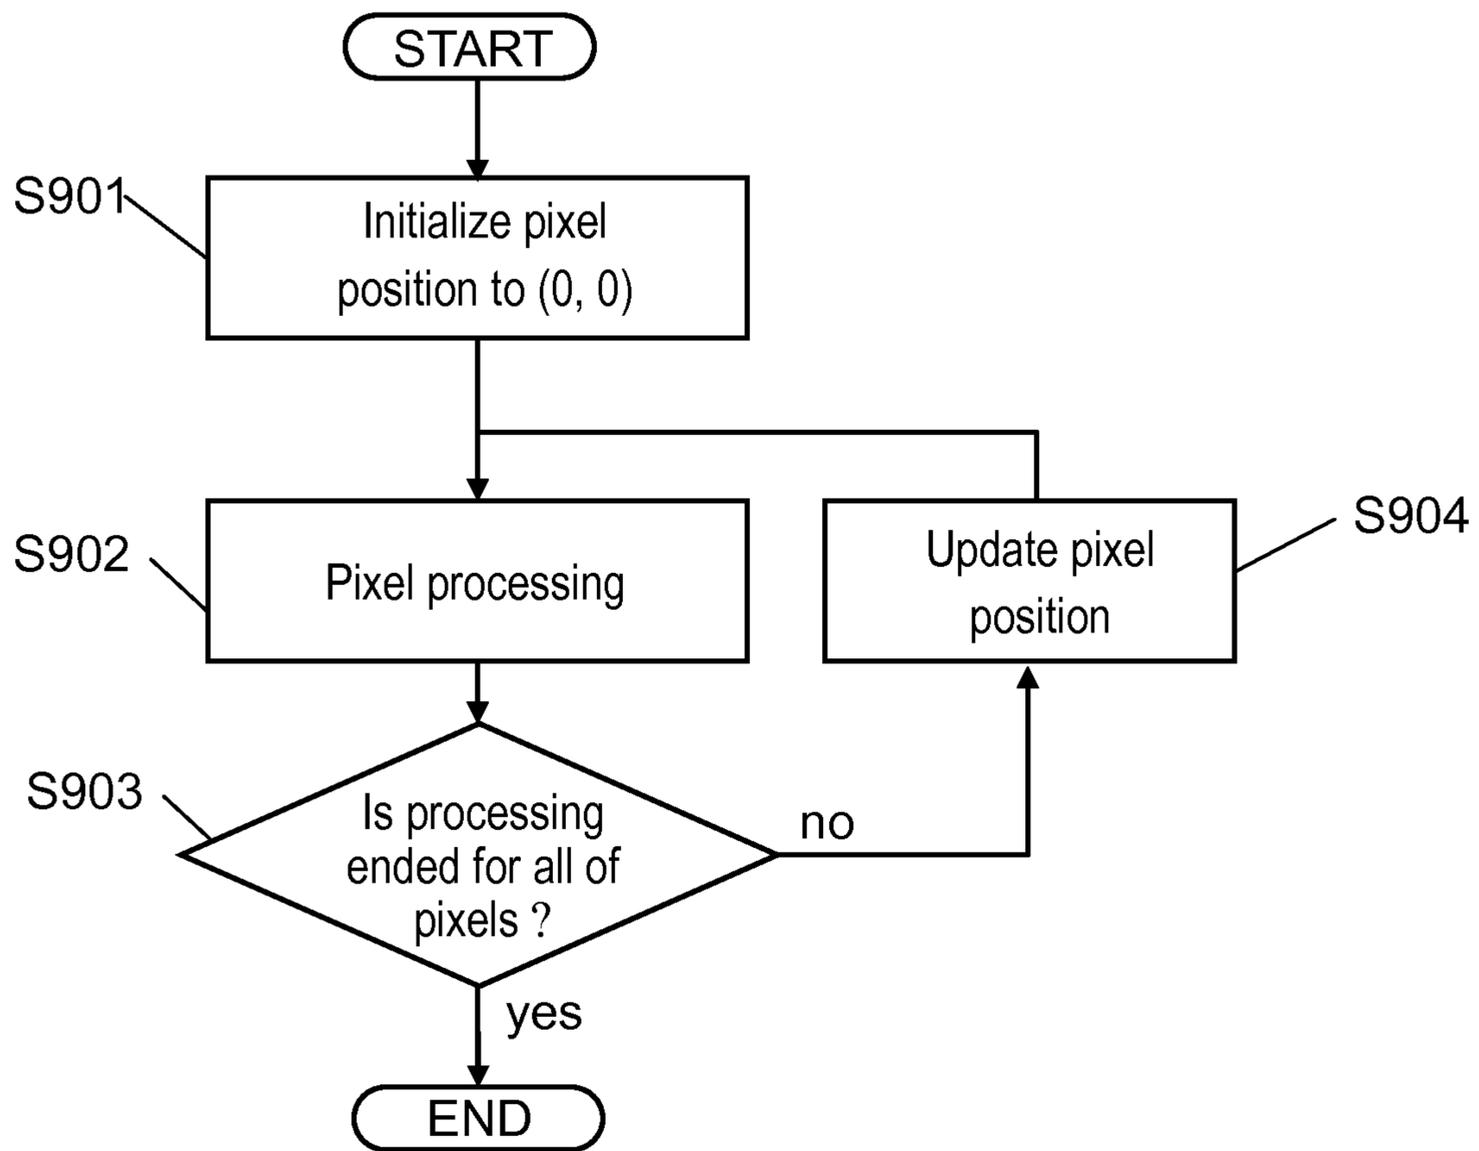 START
S901
Initialize pixel
position to (0, 0)
S902
Pixel processing
Update pixel
position
S904
S903
Is processing
ended for all of
pixels ?
no
yes
END